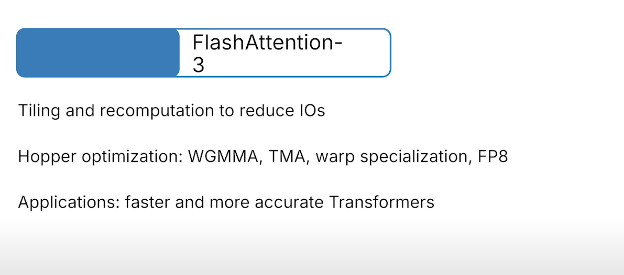 FlashAttention-
3
Tiling and recomputation to reduce IOs
Hopper optimization: WGMMA, TMA, warp specialization, FP8
Applications: faster and more accurate Transformers